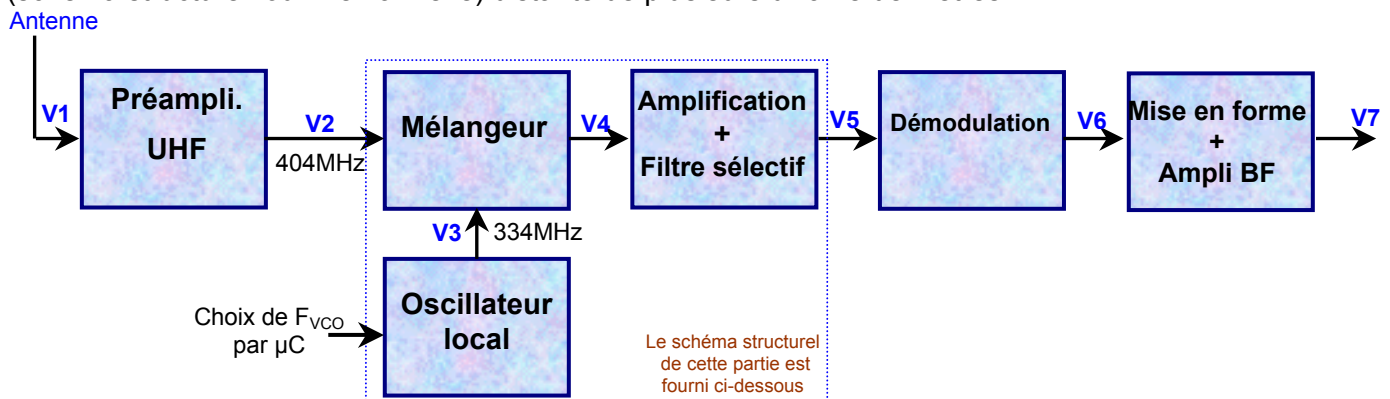 Antenne
V1
Préampli.
UHF
V2
404MHz
Mélangeur
V4
Amplification
+
Filtre sélectif
V5
Démodulation
V6
Mise en forme
+
Ampli BF
V7
V3
334MHz
Choix de FVCO
par µC
Oscillateur
local
Le schéma structurel
de cette partie est
fourni ci-dessous